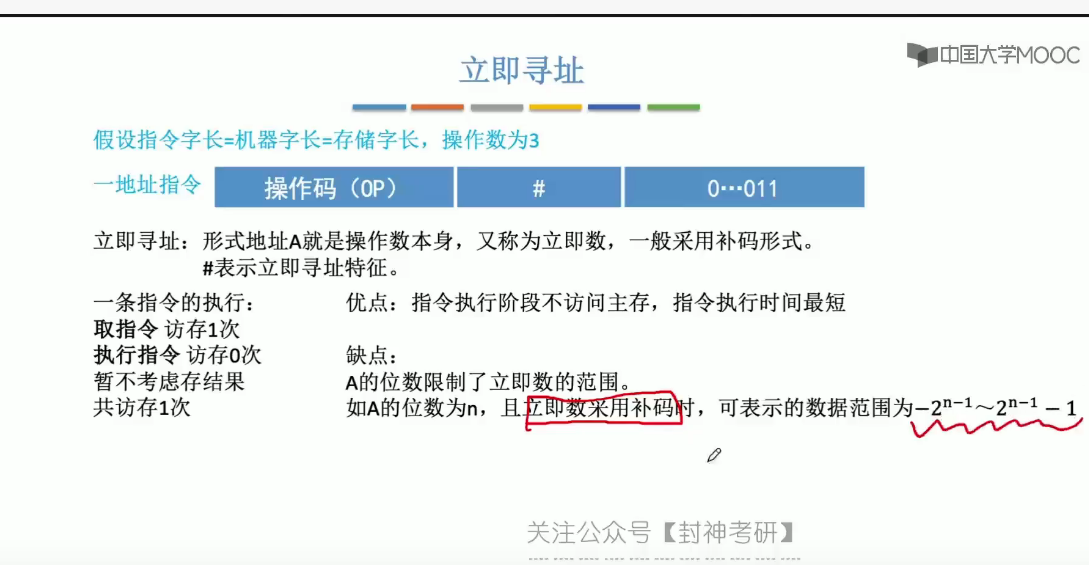 中国大学MOOC
立即寻址
假设指令字长=机器字长=存储字长，操作数为3
一地址指令 操作码（OP） # 0…011
立即寻址：形式地址A就是操作数本身，又称为立即数，一般采用补码形式。
#表示立即寻址特征。
一条指令的执行： 优点：指令执行阶段不访问主存，指令执行时间最短
取指令 访存1次
执行指令 访存0次 缺点：
暂不考虑存结果 A的位数限制了立即数的范围。
共访存1次 如A的位数为n，且立即数采用补码时，可表示的数据范围为−2ⁿ⁻¹～2ⁿ⁻¹ − 1
关注公众号【封神考研】